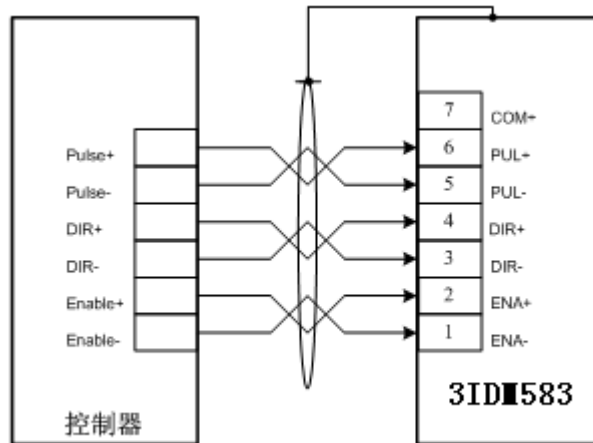 7 COM+
Pulse+ 6 PUL+
Pulse- 5 PUL-
DIR+ 4 DIR+
DIR- 3 DIR-
Enable+ 2 ENA+
Enable- 1 ENA-
控制器 3IDM583